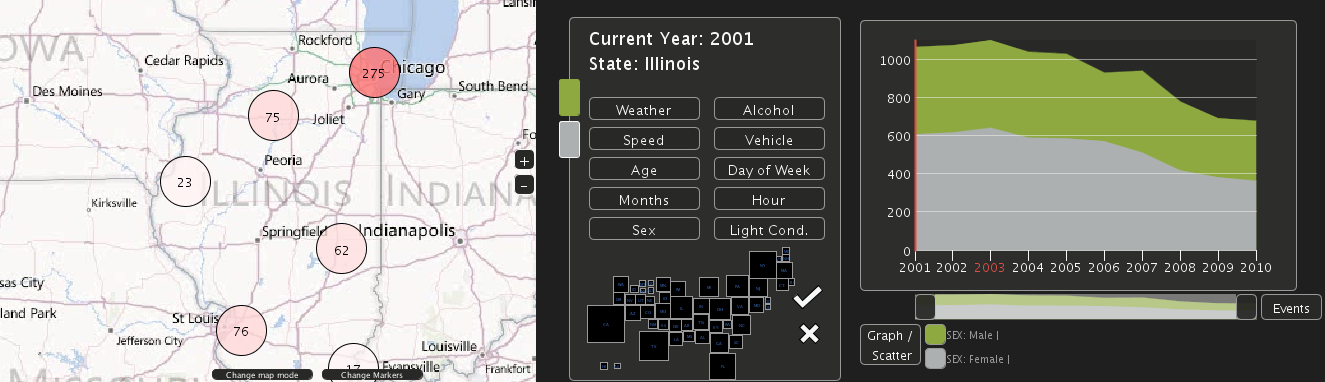 Lansin
OWA
Rockford
Cedar Rapids
275
Chicago
Aurora
South Bend
Des Moines
Gary
75
Joliet
Fo
Peoria
+
-
23
ILLINOIS
INDIANA
Kirksville
Springfield
Indianapolis
62
sas City
land Park
St Louis
76
Jefferson City
Louisville
17
Evansville
Frankfort
MISSOURI
Change map mode
Change Markers
Current Year: 2001
State: Illinois
Weather
Alcohol
Speed
Vehicle
Age
Day of Week
Months
Hour
Sex
Light Cond.
1000
800
600
400
200
0
2001 2002 2003 2004 2005 2006 2007 2008 2009 2010
Events
Graph /
Scatter
SEX: Male |
SEX: Female |